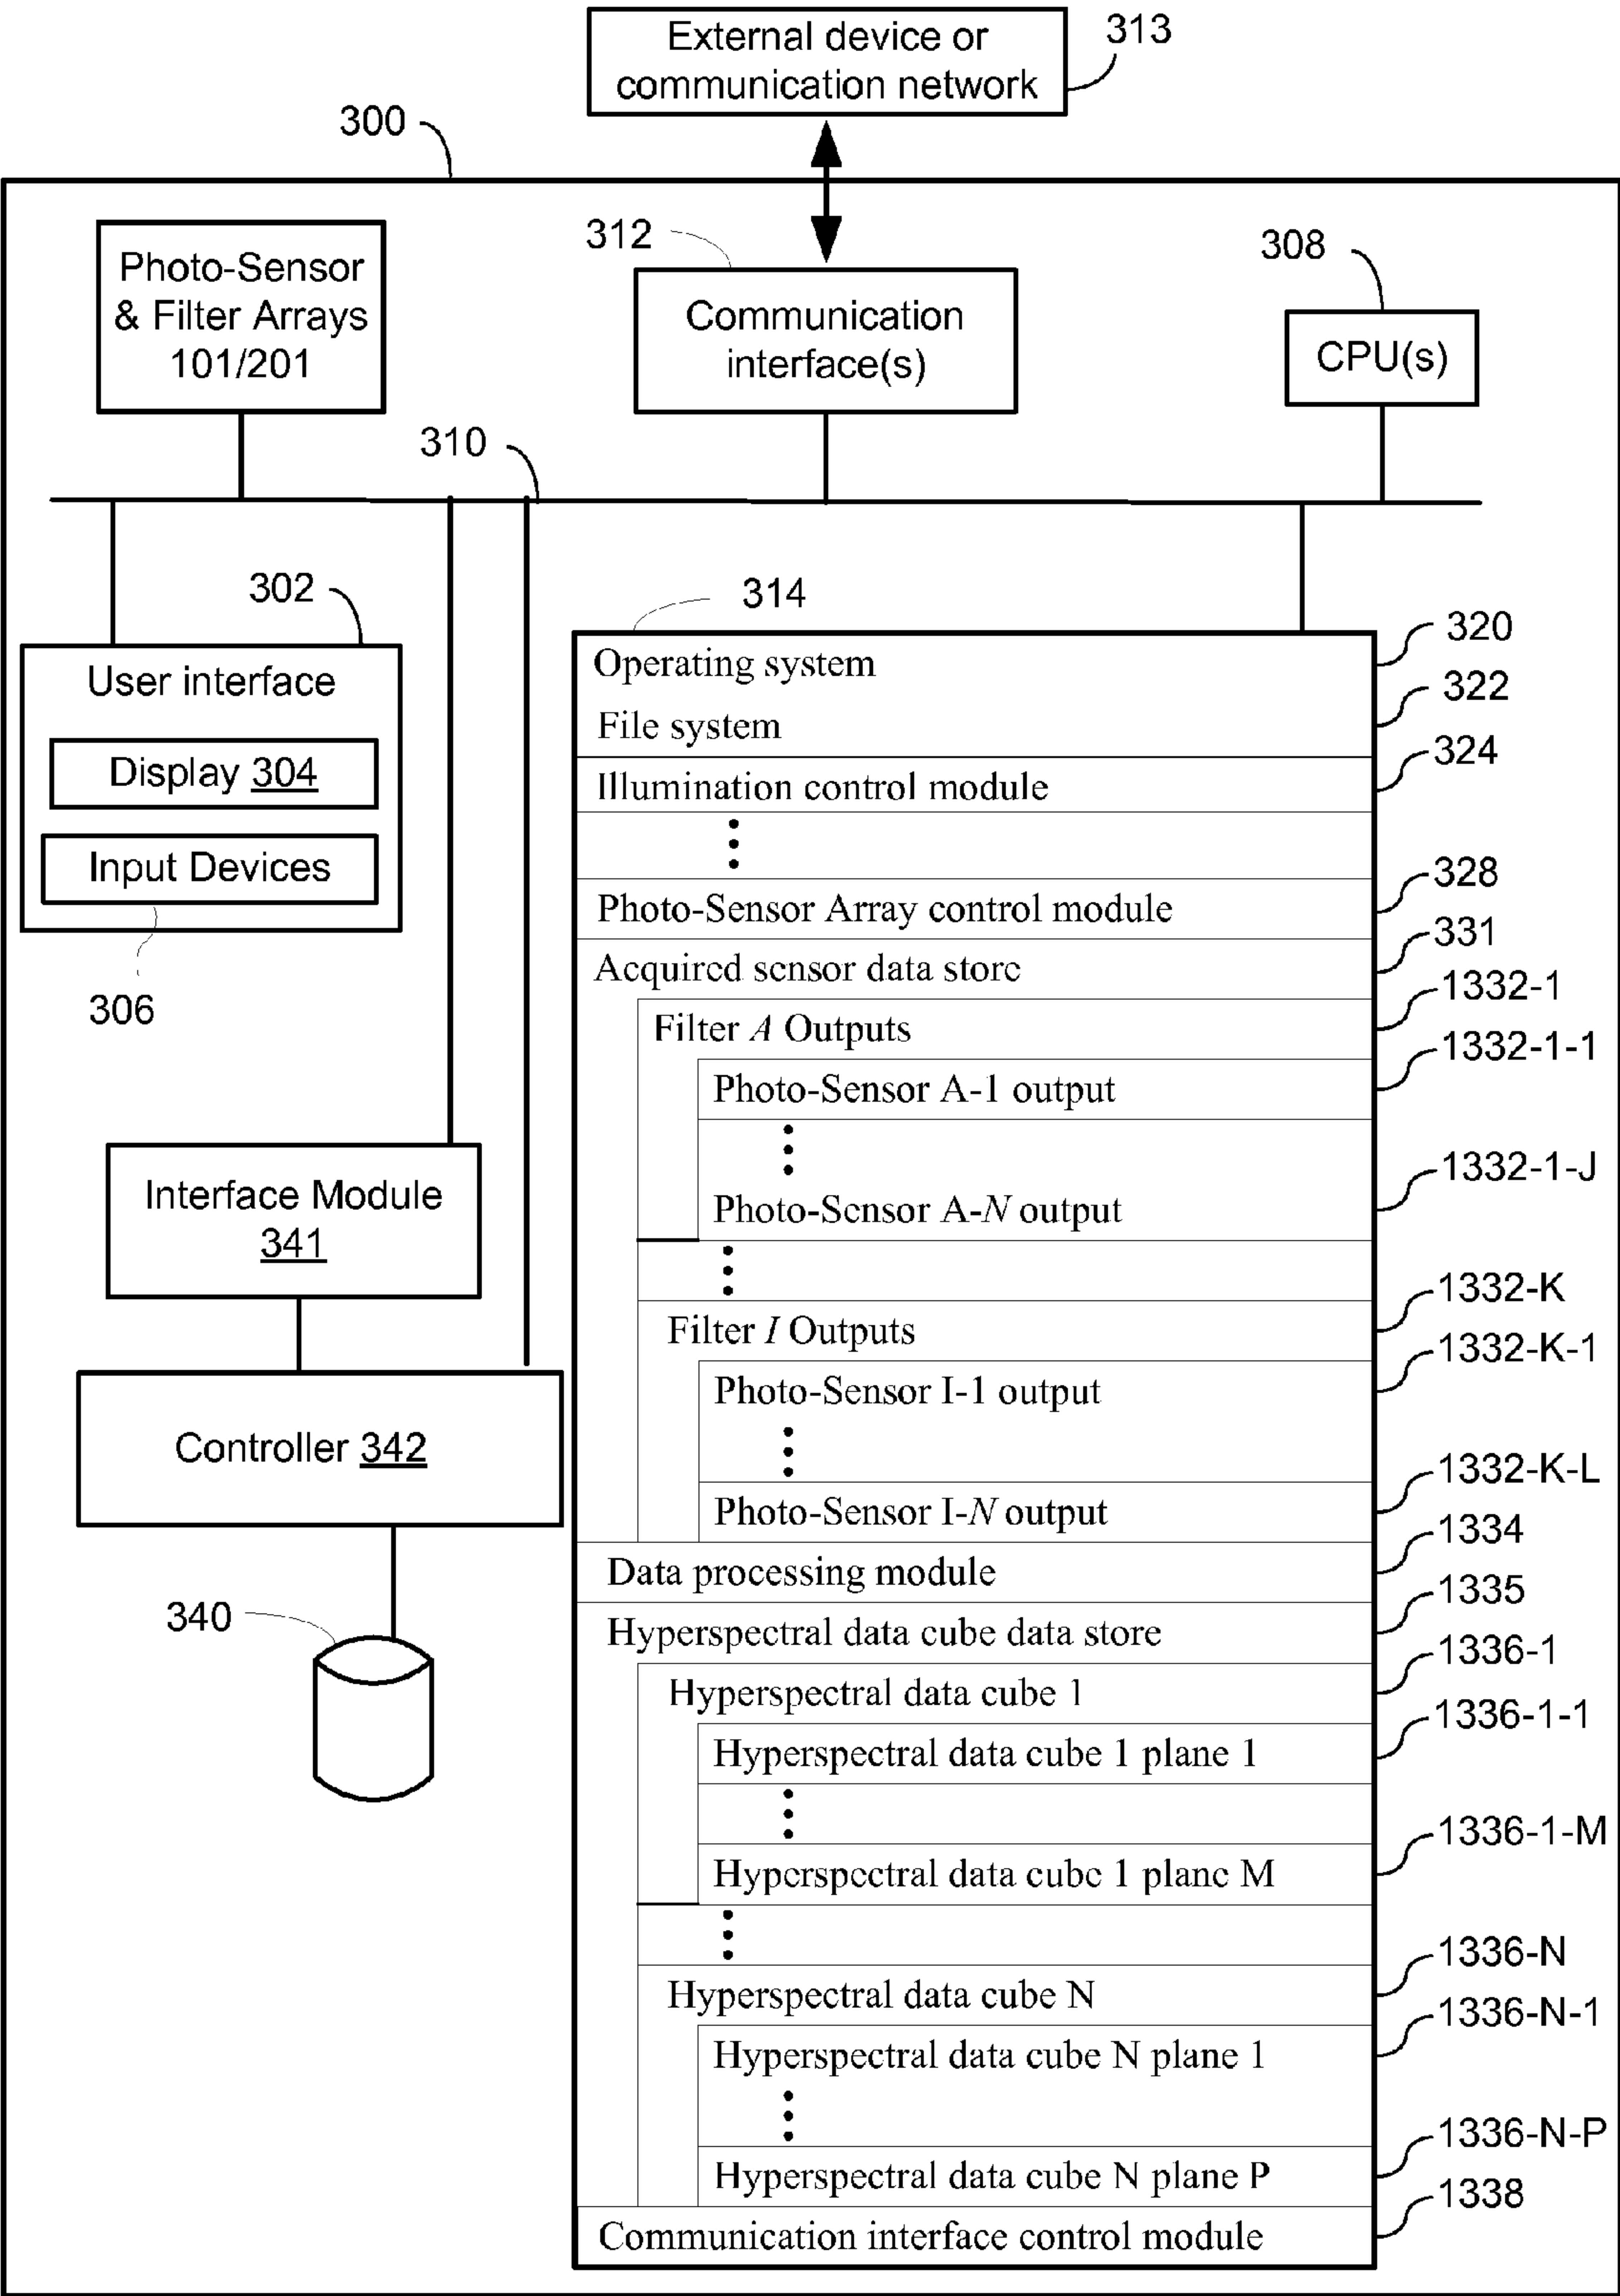 External device or
communication network
313
300
312
308
Photo-Sensor
& Filter Arrays
101/201
Communication
interface(s)
CPU(s)
310
302
314
User interface
Display 304
Input Devices
306
Operating system
320
File system
322
Illumination control module
324
Photo-Sensor Array control module
328
Acquired sensor data store
331
Filter A Outputs
1332-1
Photo-Sensor A-1 output
1332-1-1
Photo-Sensor A-N output
1332-1-J
Interface Module
341
Filter I Outputs
1332-K
Photo-Sensor I-1 output
1332-K-1
Controller 342
Photo-Sensor I-N output
1332-K-L
Data processing module
1334
340
Hyperspectral data cube data store
1335
Hyperspectral data cube 1
1336-1
Hyperspectral data cube 1 plane 1
1336-1-1
Hyperspectral data cube 1 plane M
1336-1-M
Hyperspectral data cube N
1336-N
Hyperspectral data cube N plane 1
1336-N-1
Hyperspectral data cube N plane P
1336-N-P
Communication interface control module
1338